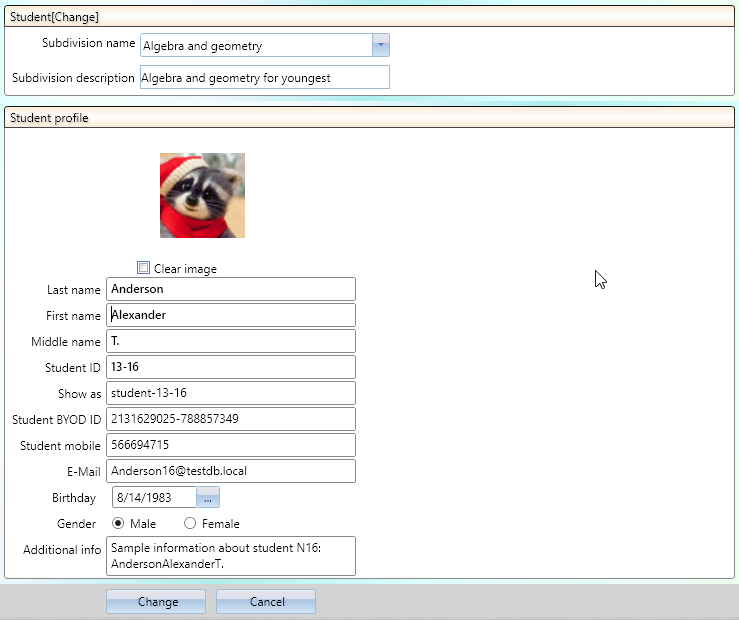 Student[Change]
Subdivision name Algebra and geometry
Subdivision description Algebra and geometry for youngest
Student profile
Clear image
Last name Anderson
First name Alexander
Middle name T.
Student ID 13-16
Show as student-13-16
Student BYOD ID 2131629025-788857349
Student mobile 566694715
E-Mail Anderson16@testdb.local
Birthday 8/14/1983 ...
Gender Male Female
Additional info Sample information about student N16:
AndersonAlexanderT.
Change Cancel